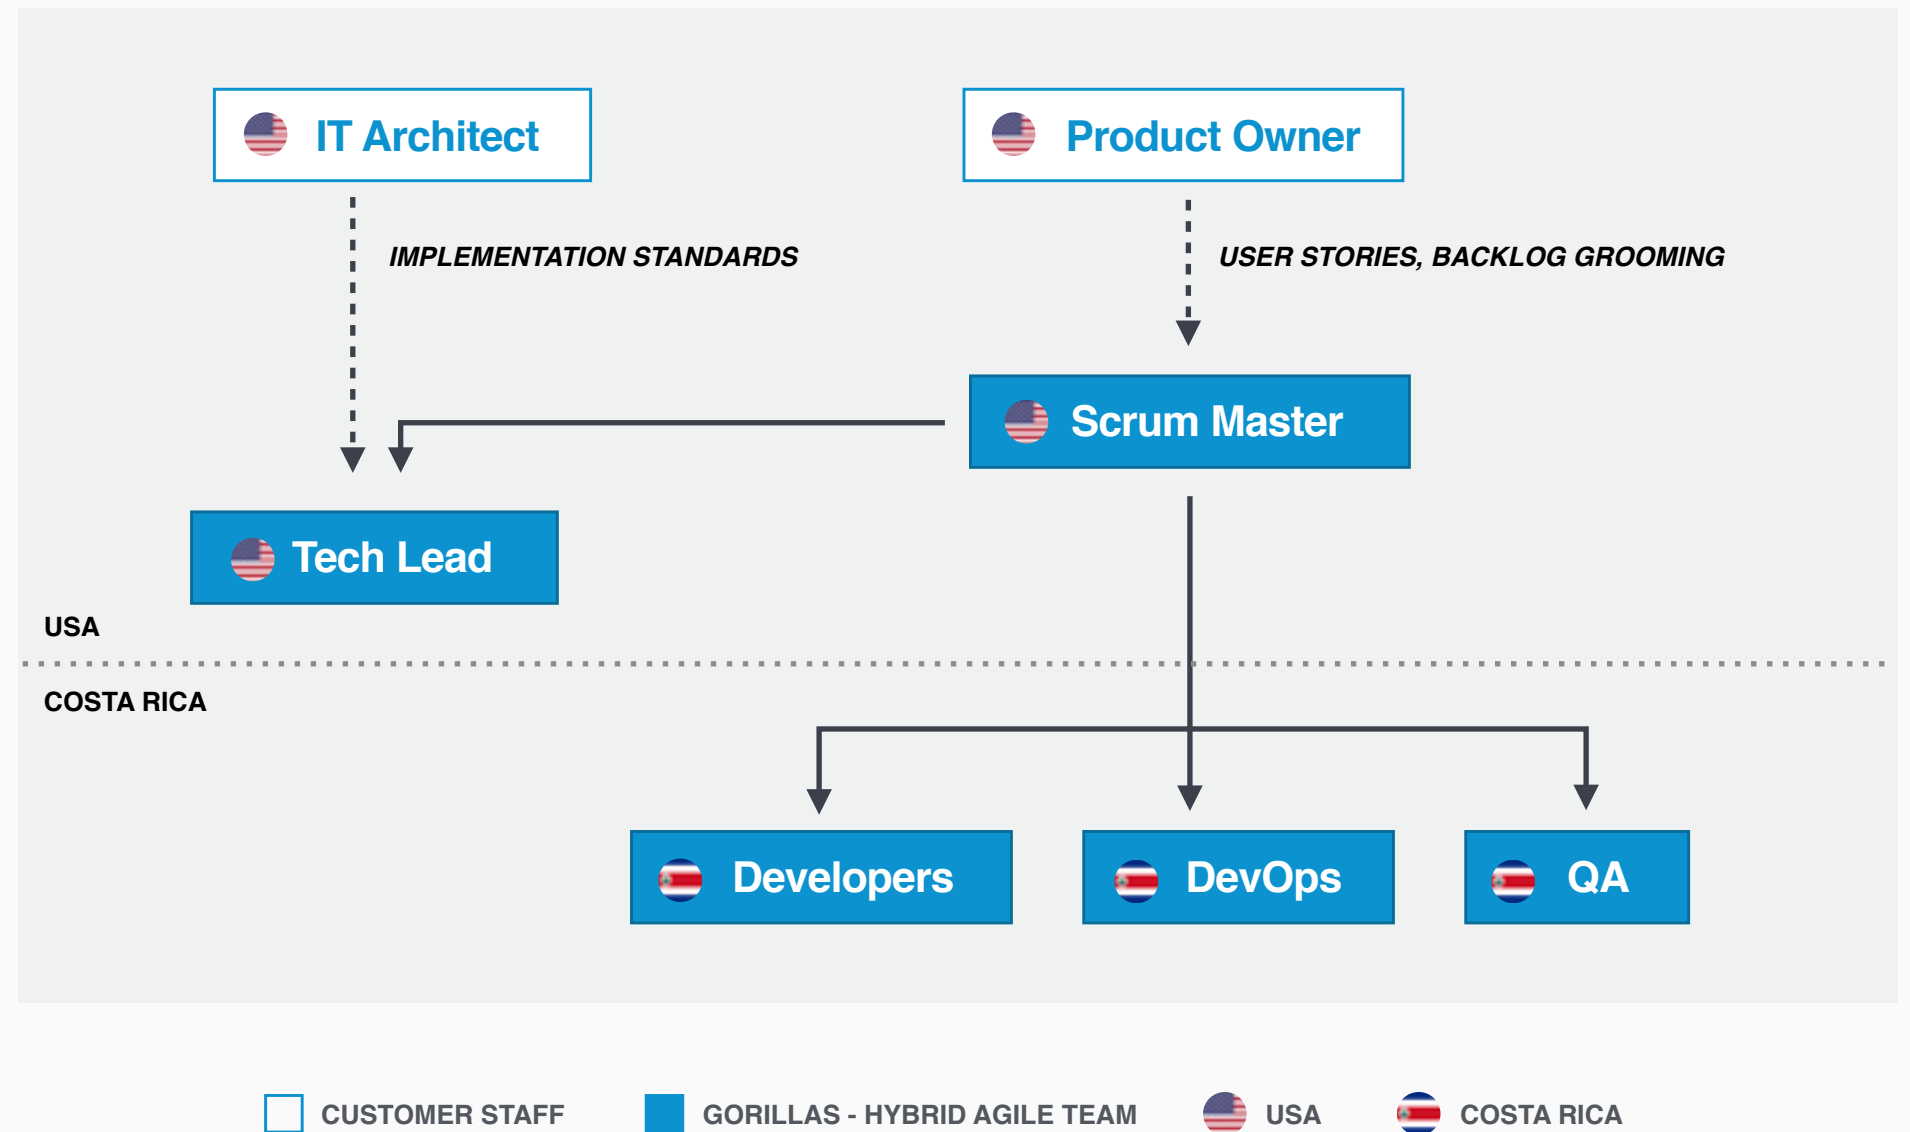 IT Architect
Product Owner
IMPLEMENTATION STANDARDS
USER STORIES, BACKLOG GROOMING
Scrum Master
Tech Lead
USA
COSTA RICA
Developers
DevOps
QA
CUSTOMER STAFF
GORILLAS - HYBRID AGILE TEAM
USA
COSTA RICA